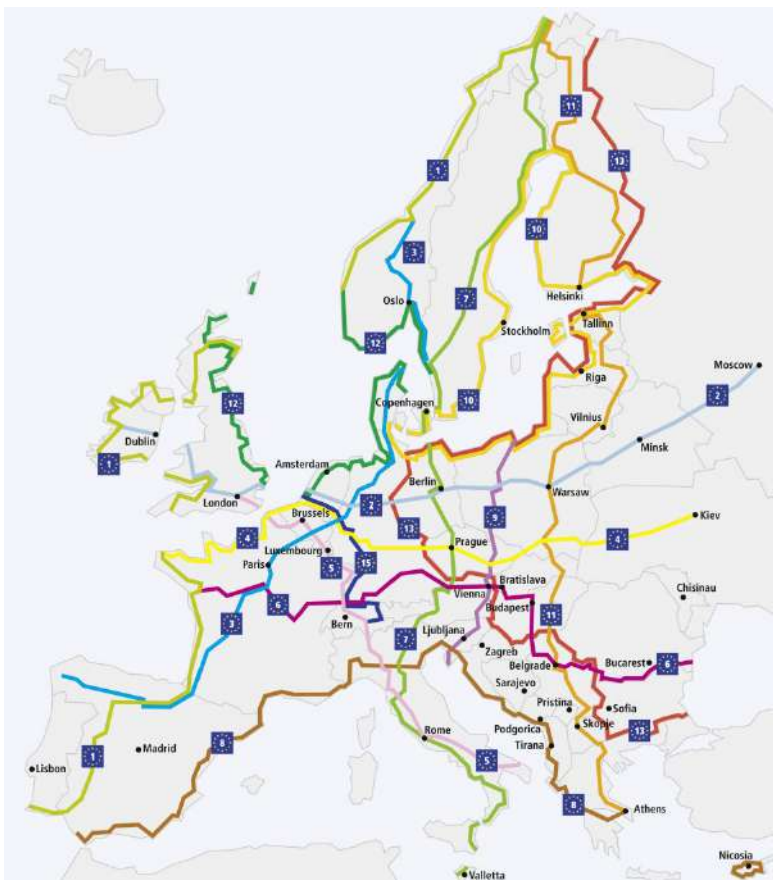 11
13
1
3
10
Oslo
Helsinki
7
Tallinn
Stockholm
12
Moscow
Riga
2
12
Copenhagen
10
Vilnius
Dublin
Minsk
1
Amsterdam
Berlin
Warsaw
London
2
Brussels
13
9
Kiev
4
Prague
4
Luxembourg
15
Paris
5
Bratislava
Vienna
Chisinau
6
Budapest
Bern
11
3
7
Ljubljana
Zagreb
Belgrade
Bucarest
6
Sarajevo
Pristina
Sofia
Rome
Podgorica
Skopje
13
Madrid
1
8
Tirana
5
Lisbon
8
Athens
Nicosia
Valletta